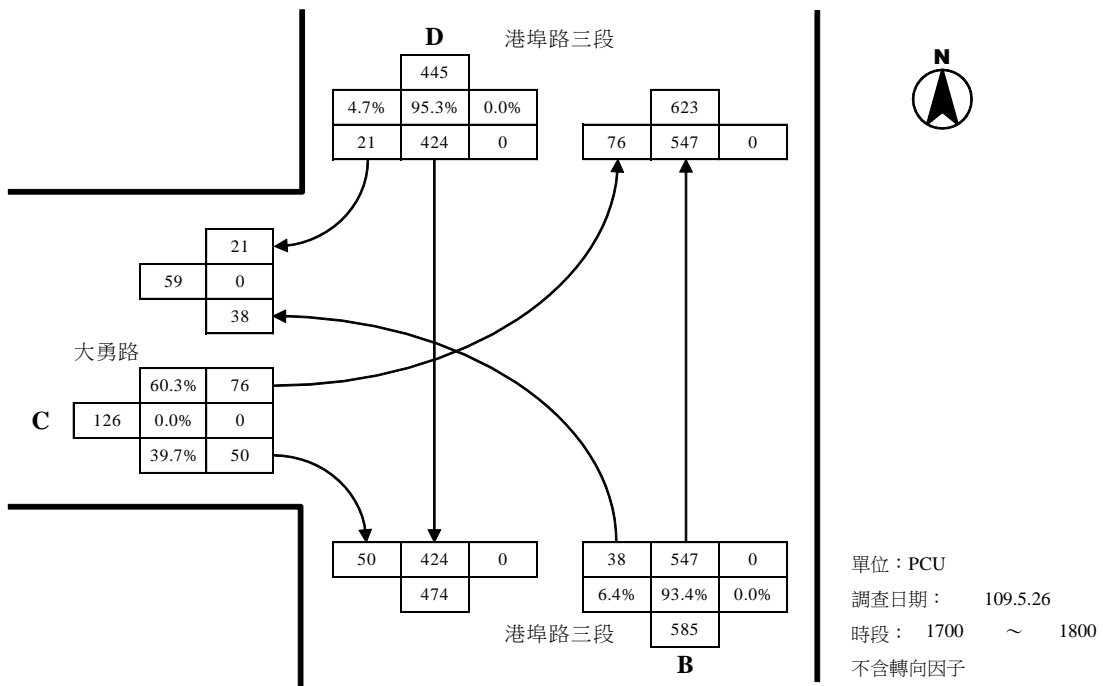 D 港埠路三段
N
445
4.7% 95.3% 0.0%
21 424 0
623
76 547 0
21
59 0
38
大勇路
60.3% 76
C 126 0.0% 0
39.7% 50
50 424 0
474
38 547 0
6.4% 93.4% 0.0%
585
港埠路三段
B
單位：PCU
調查日期： 109.5.26
時段： 1700 ～ 1800
不含轉向因子